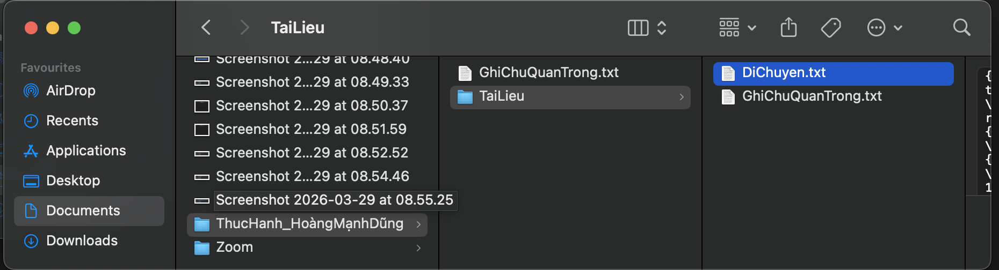 TaiLieu
Favourites
AirDrop
Recents
Applications
Desktop
Documents
Downloads
Screenshot 2...29 at 08.48.40
Screenshot 2...29 at 08.49.33
Screenshot 2...29 at 08.50.37
Screenshot 2...29 at 08.51.59
Screenshot 2...29 at 08.52.52
Screenshot 2...29 at 08.54.46
Screenshot 2026-03-29 at 08.55.25
ThucHanh_HoàngMạnhDũng
Zoom
GhiChuQuanTrong.txt
TaiLieu
DiChuyen.txt
GhiChuQuanTrong.txt
{
t
\
r
{
\
{
\
1